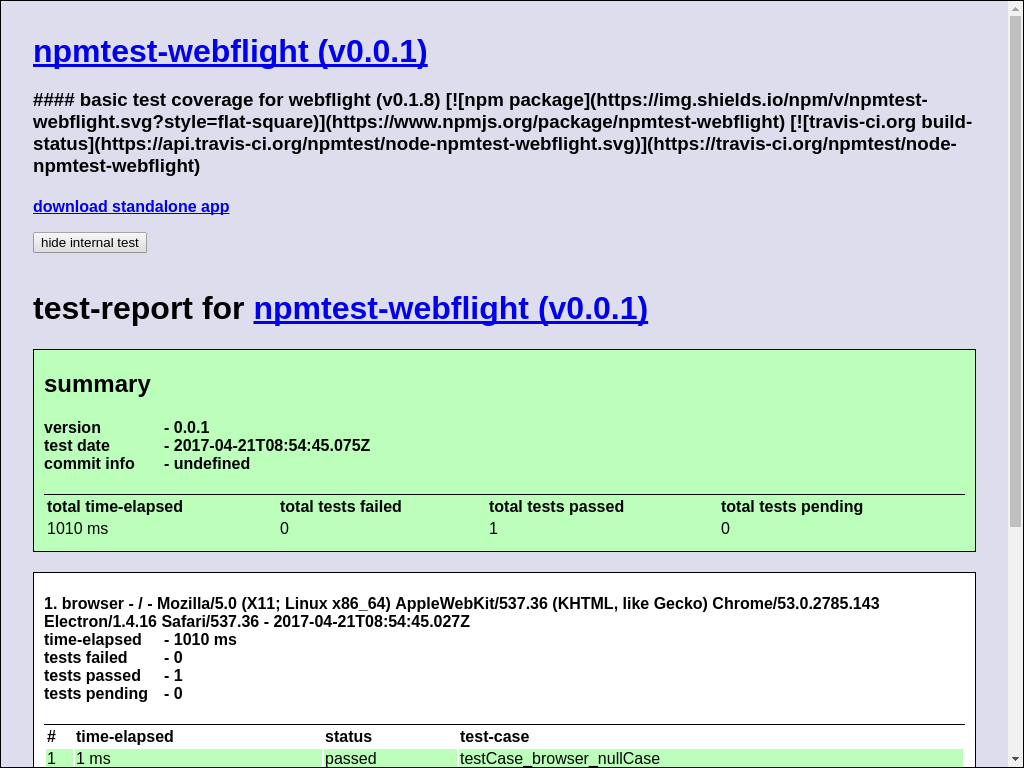 npmtest-webflight (v0.0.1)
#### basic test coverage for webflight (v0.1.8) [![npm package](https://img.shields.io/npm/v/npmtest-
webflight.svg?style=flat-square)](https://www.npmjs.org/package/npmtest-webflight) [![travis-ci.org build-
status](https://api.travis-ci.org/npmtest/node-npmtest-webflight.svg)](https://travis-ci.org/npmtest/node-
npmtest-webflight)
download standalone app
hide internal test
test-report for npmtest-webflight (v0.0.1)
summary
version - 0.0.1
test date - 2017-04-21T08:54:45.075Z
commit info - undefined
total time-elapsed total tests failed total tests passed total tests pending
1010 ms 0 1 0
1. browser - / - Mozilla/5.0 (X11; Linux x86_64) AppleWebKit/537.36 (KHTML, like Gecko) Chrome/53.0.2785.143
Electron/1.4.16 Safari/537.36 - 2017-04-21T08:54:45.027Z
time-elapsed - 1010 ms
tests failed - 0
tests passed - 1
tests pending - 0
# time-elapsed status test-case
1 1 ms passed testCase_browser_nullCase